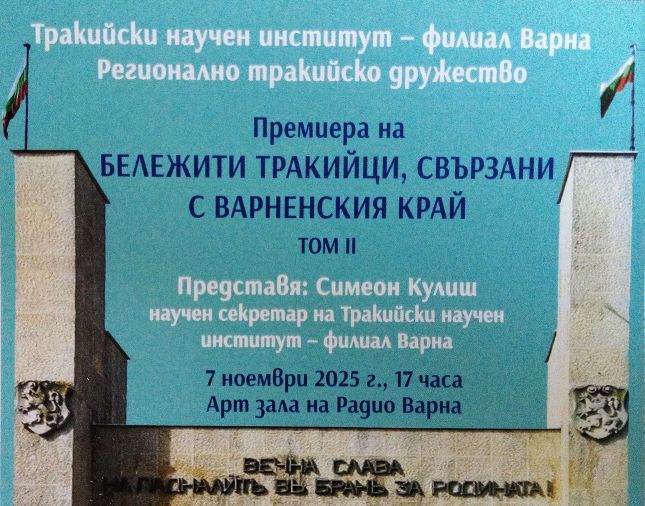 Тракийски научен институт – филиал Варна
Регионално тракийско дружество
Премиера на
БЕЛЕЖИТИ ТРАКИЙЦИ, СВЪРЗАНИ
С ВАРНЕНСКИЯ КРАЙ
ТОМ II
Представя: Симеон Кулиш
научен секретар на Тракийски научен
институт – филиал Варна
7 ноември 2025 г., 17 часа
Арт зала на Радио Варна
ВЕЧНА СЛАВА
НА ПАДНАЛИТѢ ВЪ БРАНЬ ЗА РОДИНАТА!